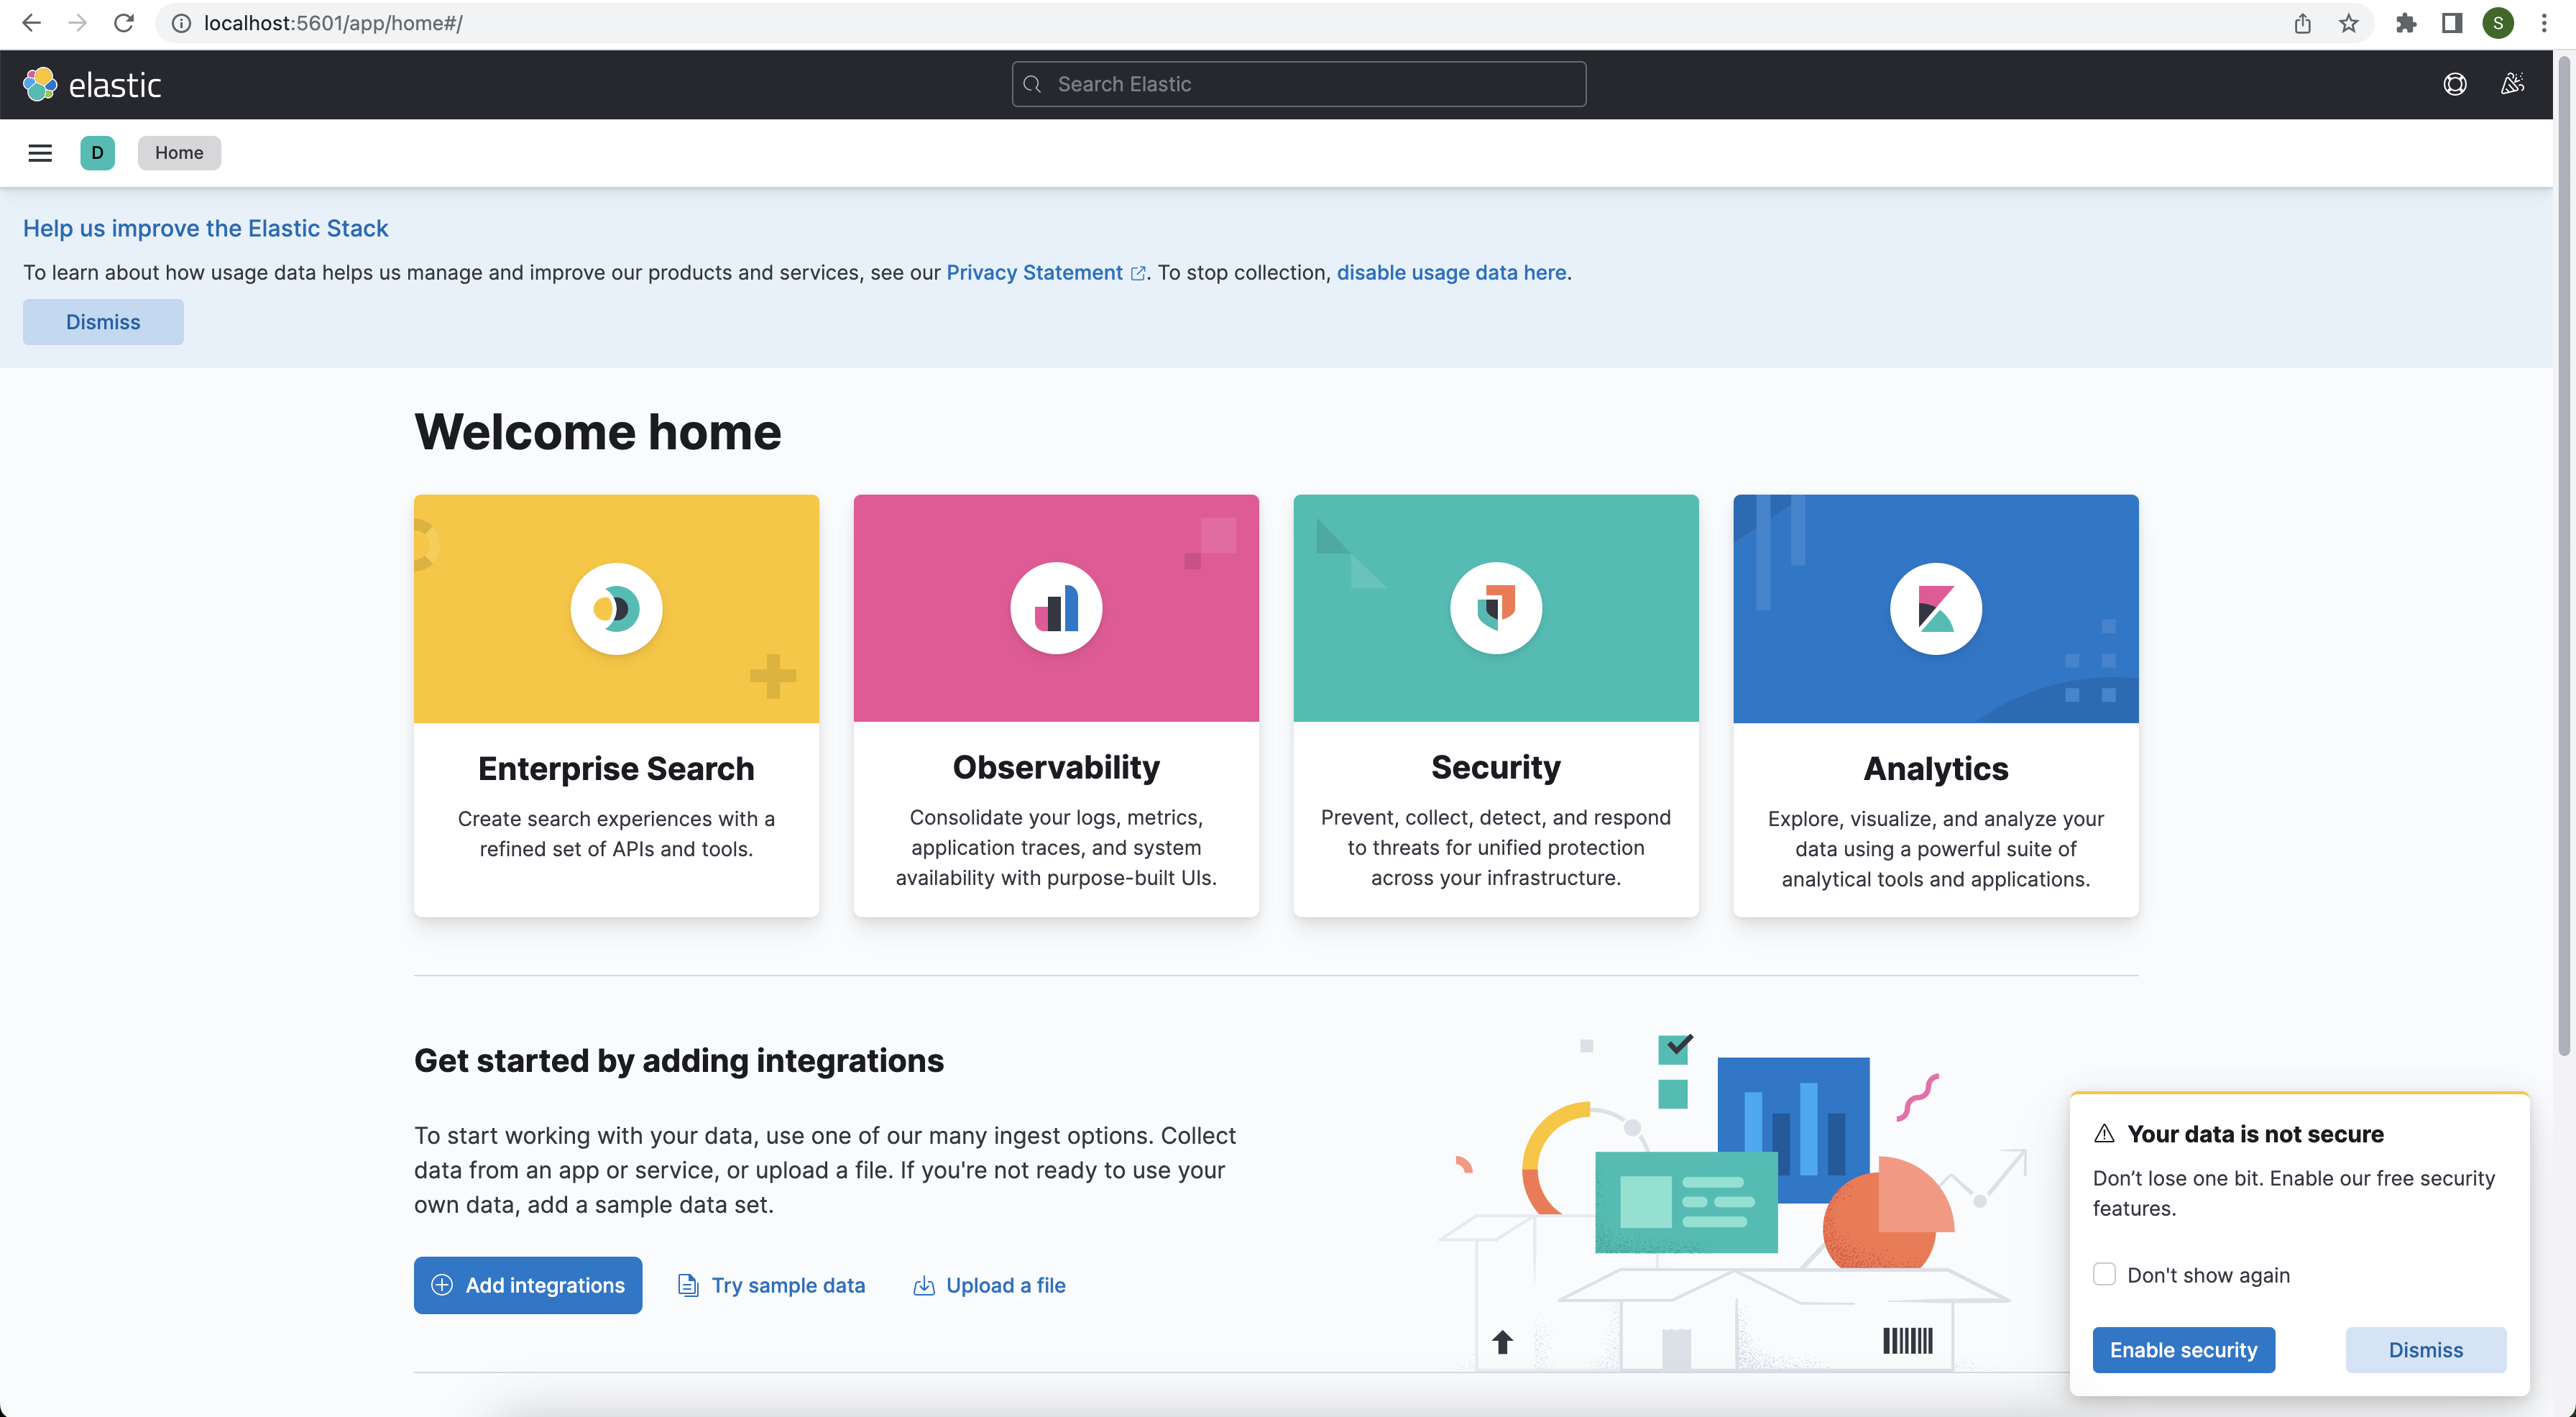 localhost:5601/app/home#/
S
elastic
Search Elastic
D
Home
Help us improve the Elastic Stack
To learn about how usage data helps us manage and improve our products and services, see our Privacy Statement. To stop collection, disable usage data here.
Dismiss
Welcome home
Enterprise Search
Create search experiences with a
refined set of APIs and tools.
Observability
Consolidate your logs, metrics,
application traces, and system
availability with purpose-built UIs.
Security
Prevent, collect, detect, and respond
to threats for unified protection
across your infrastructure.
Analytics
Explore, visualize, and analyze your
data using a powerful suite of
analytical tools and applications.
Get started by adding integrations
To start working with your data, use one of our many ingest options. Collect
data from an app or service, or upload a file. If you're not ready to use your
own data, add a sample data set.
Add integrations
Try sample data
Upload a file
Your data is not secure
Don’t lose one bit. Enable our free security
features.
Don't show again
Enable security
Dismiss